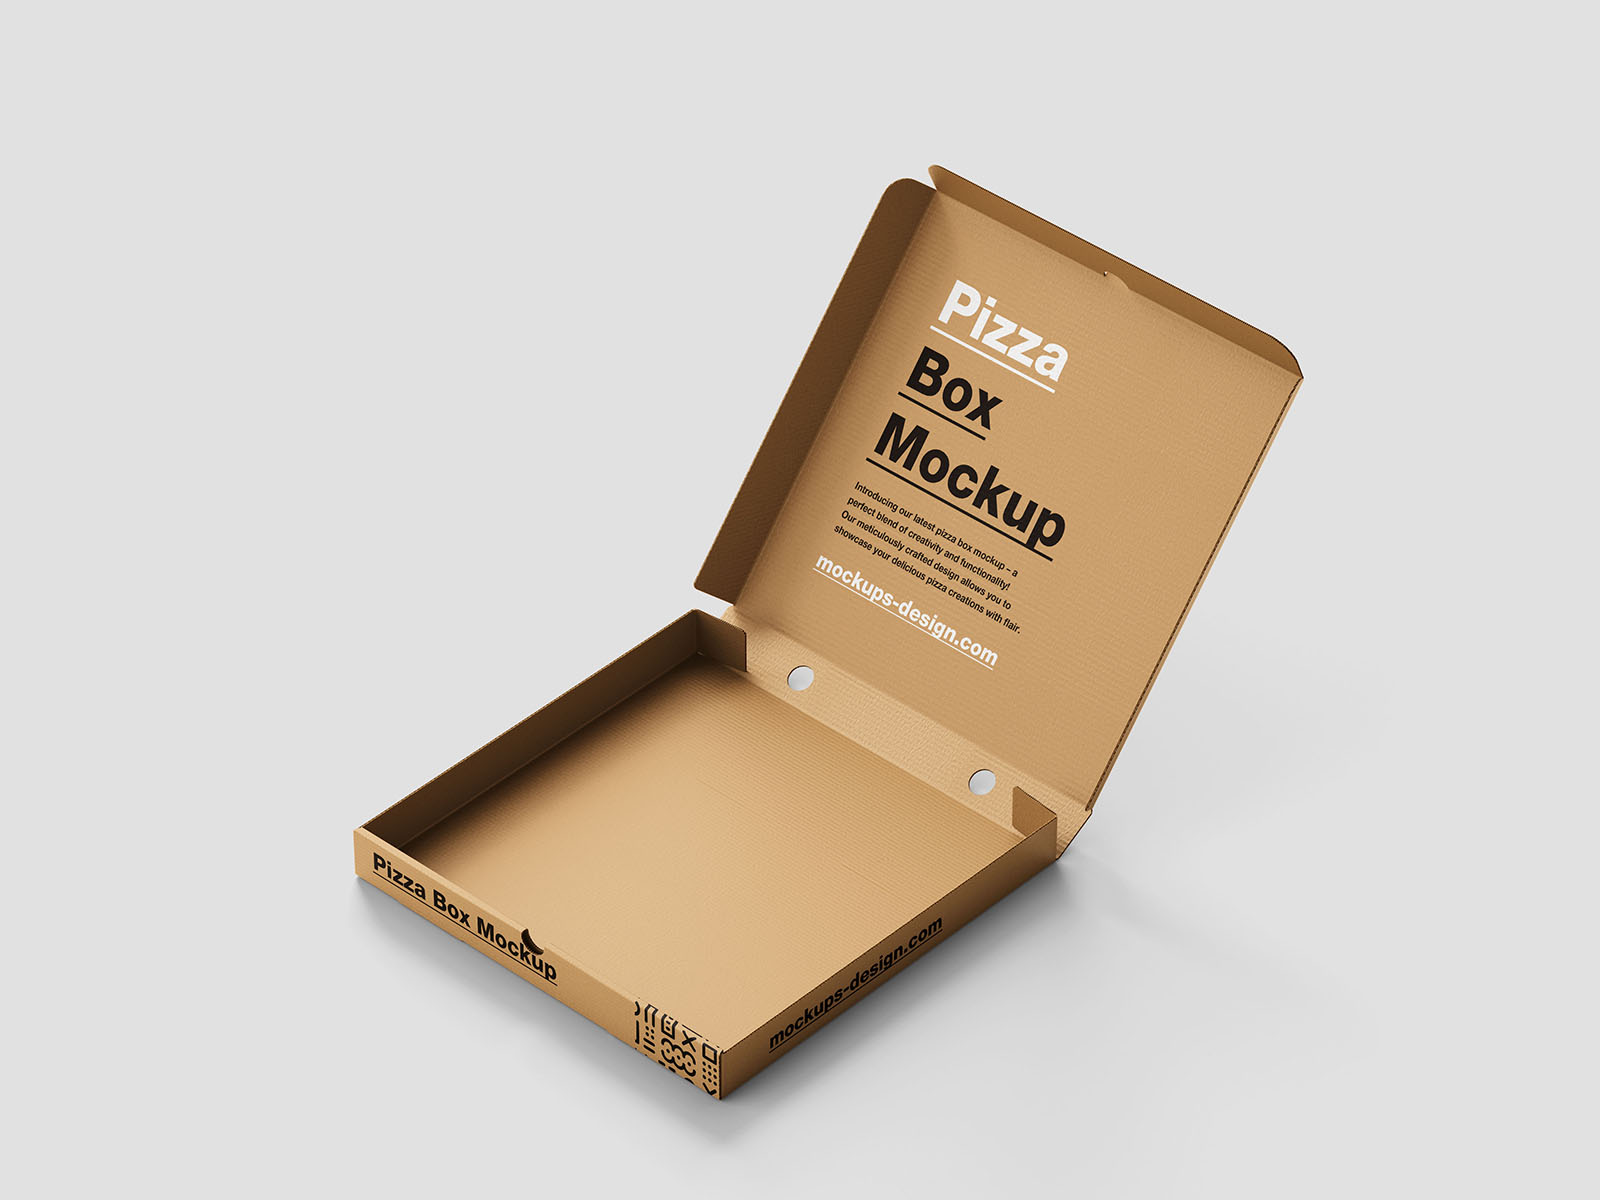 Pizza
Box
Mockup
Introducing our latest pizza box mockup – a
perfect blend of creativity and functionality!
Our meticulously crafted design allows you to
showcase your delicious pizza creations with flair.
mockups-design.com
Pizza Box Mockup
mockups-design.com